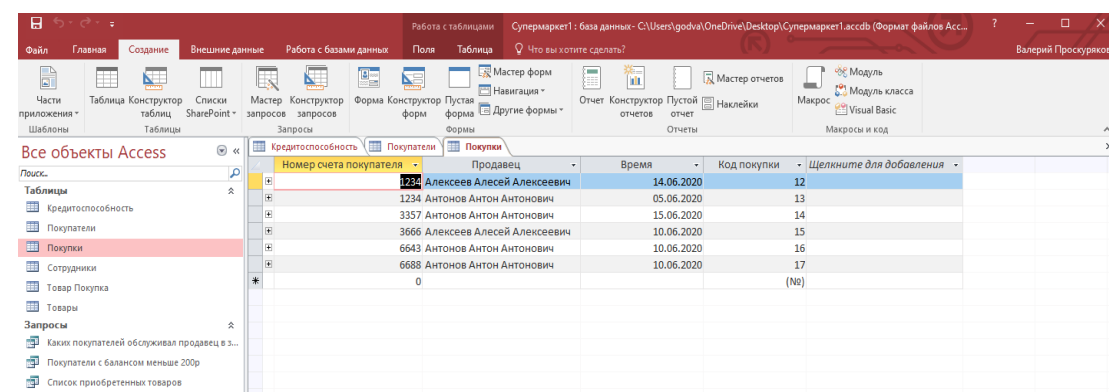 Работа с таблицами Супермаркет1 : база данных- C:\Users\godva\OneDrive\Desktop\Супермаркет1.accdb (Формат файлов Acc... ?
Файл Главная Создание Внешние данные Работа с базами данных Поля Таблица Что вы хотите сделать? Валерий Проскуряков
Части приложения Таблица Конструктор таблиц Списки SharePoint Мастер запросов Конструктор запросов Форма Конструктор форм Пустая форма Мастер форм Навигация Другие формы Отчет Конструктор отчетов Пустой отчет Мастер отчетов Наклейки Макрос Модуль Модуль класса Visual Basic
Шаблоны Таблицы Запросы Формы Отчеты Макросы и код
Все объекты Access «
Поиск...
Таблицы
Кредитоспособность
Покупатели
Покупки
Сотрудники
Товар Покупка
Товары
Запросы
Каких покупателей обслуживал продавец в з...
Покупатели с балансом меньше 200р
Список приобретенных товаров
Кредитоспособность Покупатели Покупки
Номер счета покупателя Продавец Время Код покупки Щелкните для добавления
1234 Алексеев Алесей Алексеевич 14.06.2020 12
1234 Антонов Антон Антонович 05.06.2020 13
3357 Антонов Антон Антонович 15.06.2020 14
3666 Алексеев Алесей Алексеевич 10.06.2020 15
6643 Антонов Антон Антонович 10.06.2020 16
6688 Антонов Антон Антонович 10.06.2020 17
0 (№)